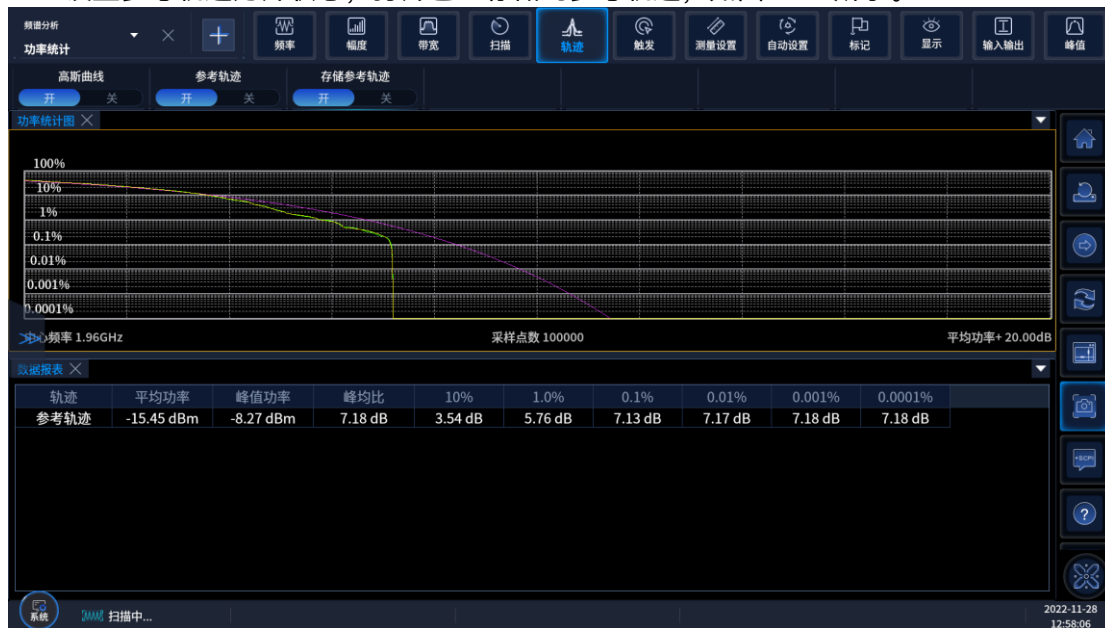 频谱分析
功率统计
频率
幅度
带宽
扫描
轨迹
触发
测量设置
自动设置
标记
显示
输入输出
峰值
高斯曲线
参考轨迹
存储参考轨迹
开 关
开 关
开 关
功率统计图
100%
10%
1%
0.1%
0.01%
0.001%
0.0001%
中心频率 1.96GHz
采样点数 100000
平均功率+ 20.00dB
数据报表
轨迹 平均功率 峰值功率 峰均比 10% 1.0% 0.1% 0.01% 0.001% 0.0001%
参考轨迹 -15.45 dBm -8.27 dBm 7.18 dB 3.54 dB 5.76 dB 7.13 dB 7.17 dB 7.18 dB 7.18 dB
+SCPI
?
系统
扫描中...
2022-11-28
12:58:06